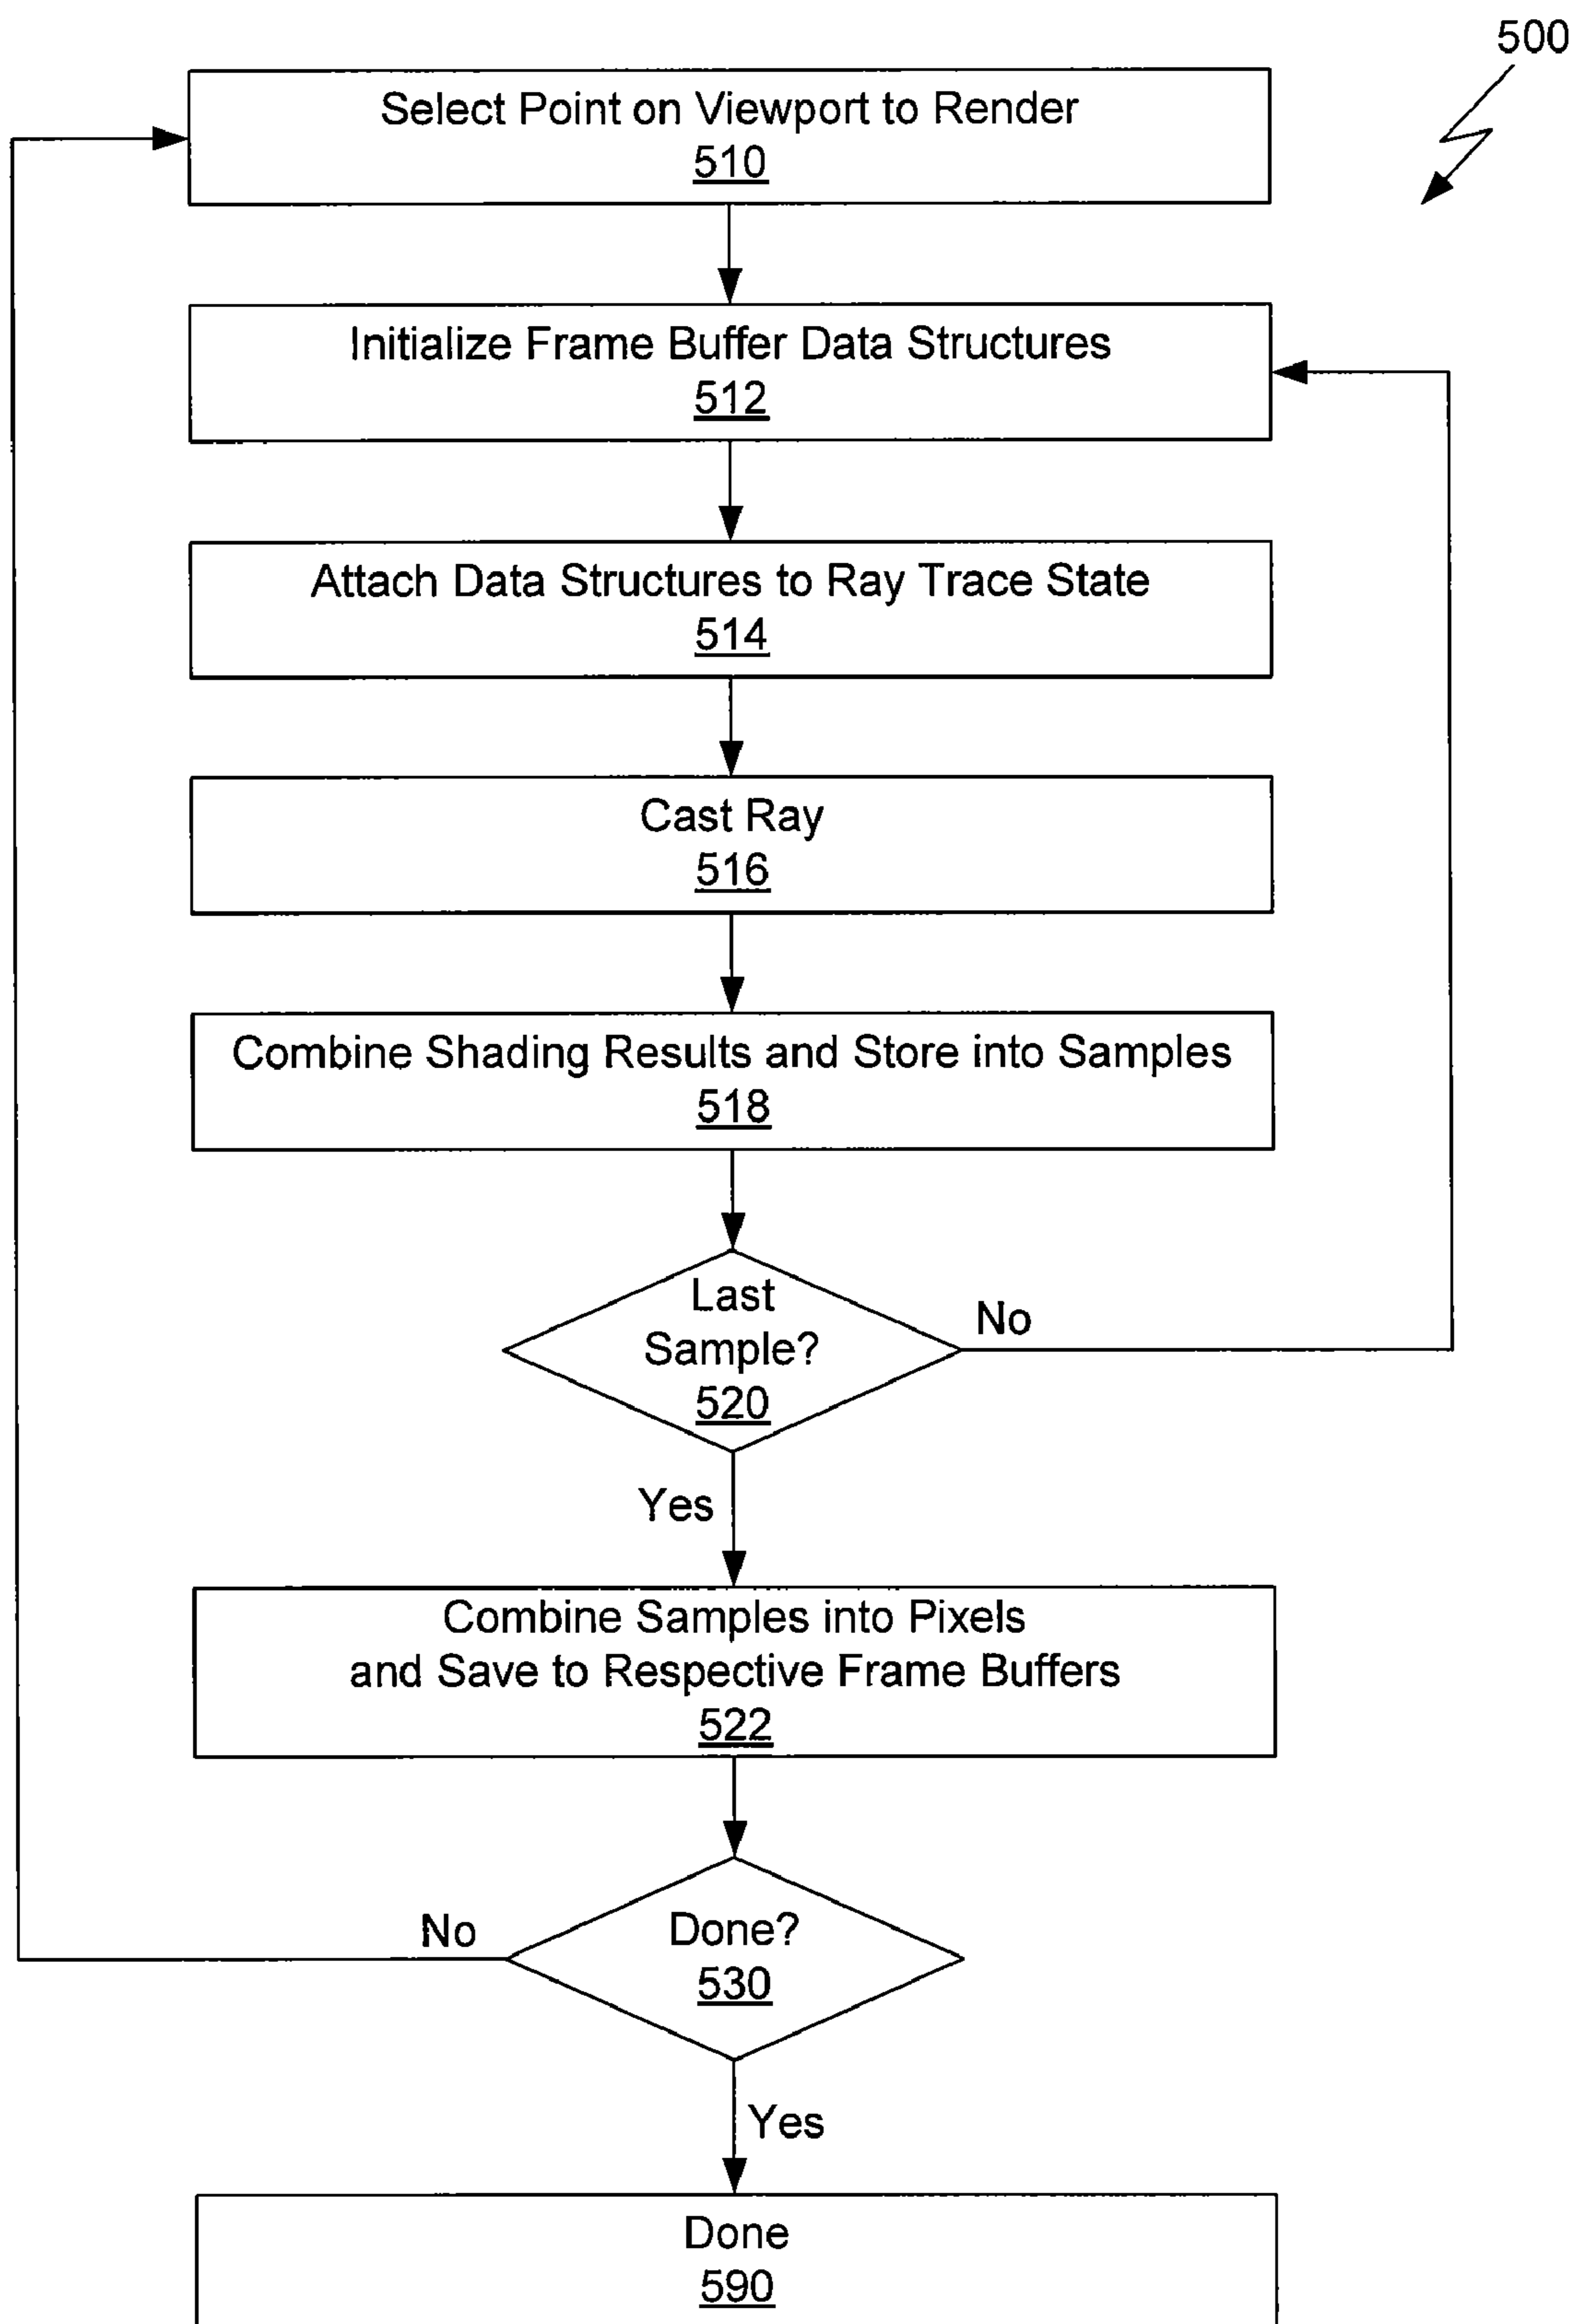 500
Select Point on Viewport to Render
510
Initialize Frame Buffer Data Structures
512
Attach Data Structures to Ray Trace State
514
Cast Ray
516
Combine Shading Results and Store into Samples
518
Last
Sample?
520
No
Yes
Combine Samples into Pixels
and Save to Respective Frame Buffers
522
No
Done?
530
Yes
Done
590